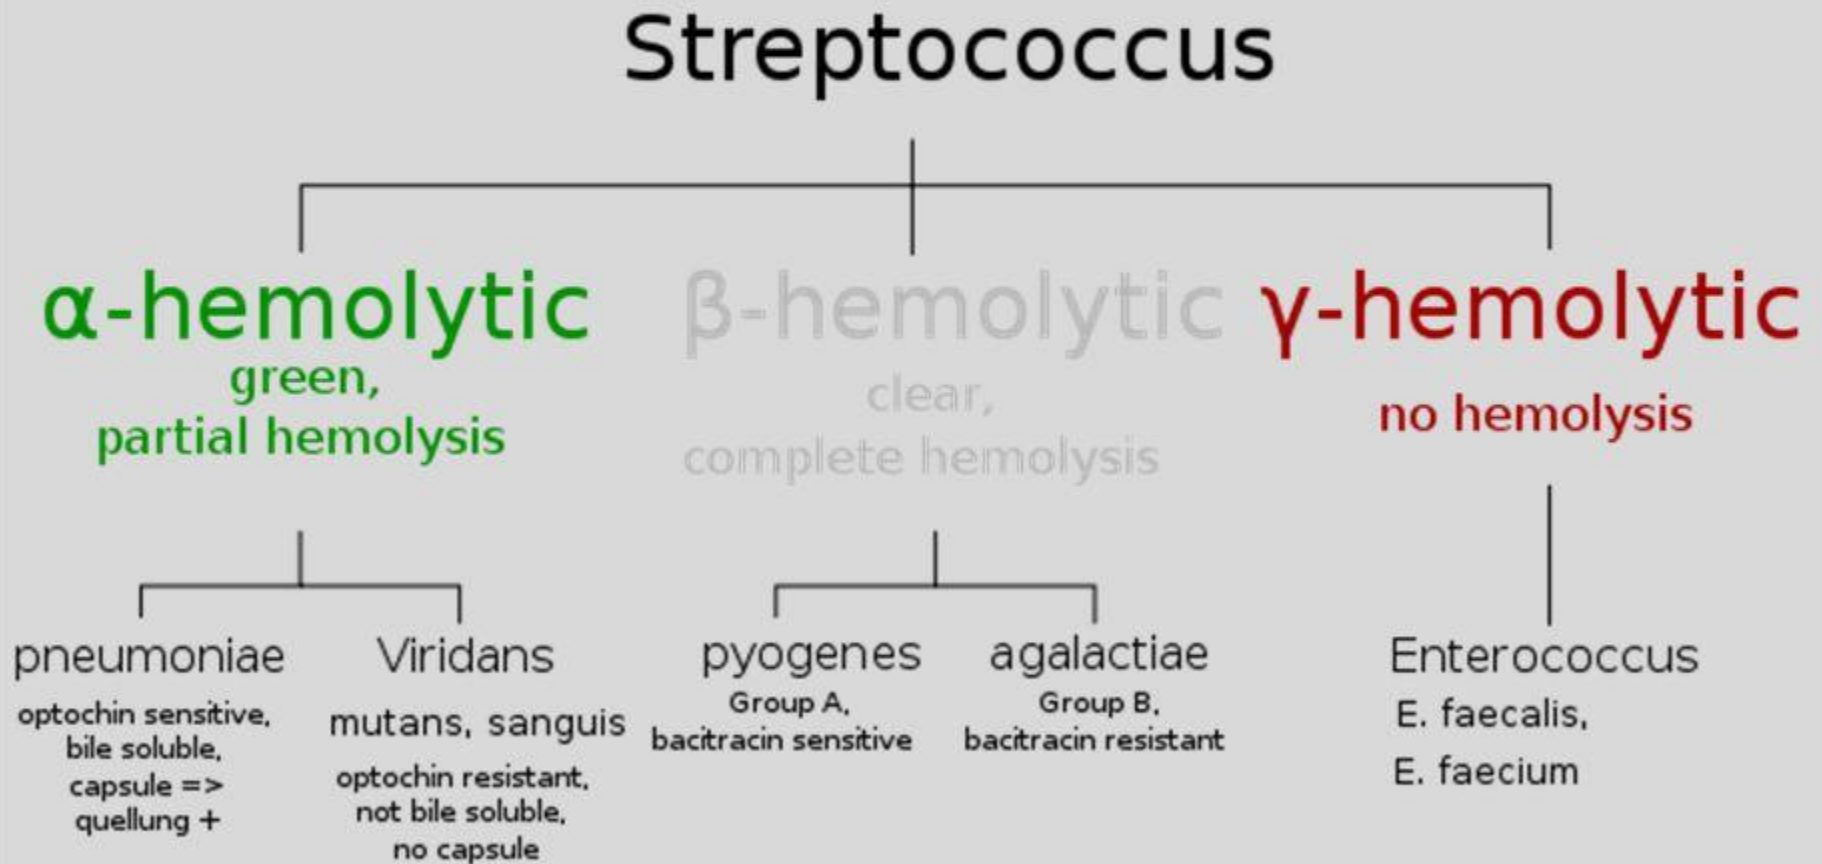 Streptococcus
α-hemolytic
green,
partial hemolysis
β-hemolytic
clear,
complete hemolysis
γ-hemolytic
no hemolysis
pneumoniae
optochin sensitive,
bile soluble,
capsule =>
quellung +
Viridans
mutans, sanguis
optochin resistant,
not bile soluble,
no capsule
pyogenes
Group A,
bacitracin sensitive
agalactiae
Group B,
bacitracin resistant
Enterococcus
E. faecalis,
E. faecium